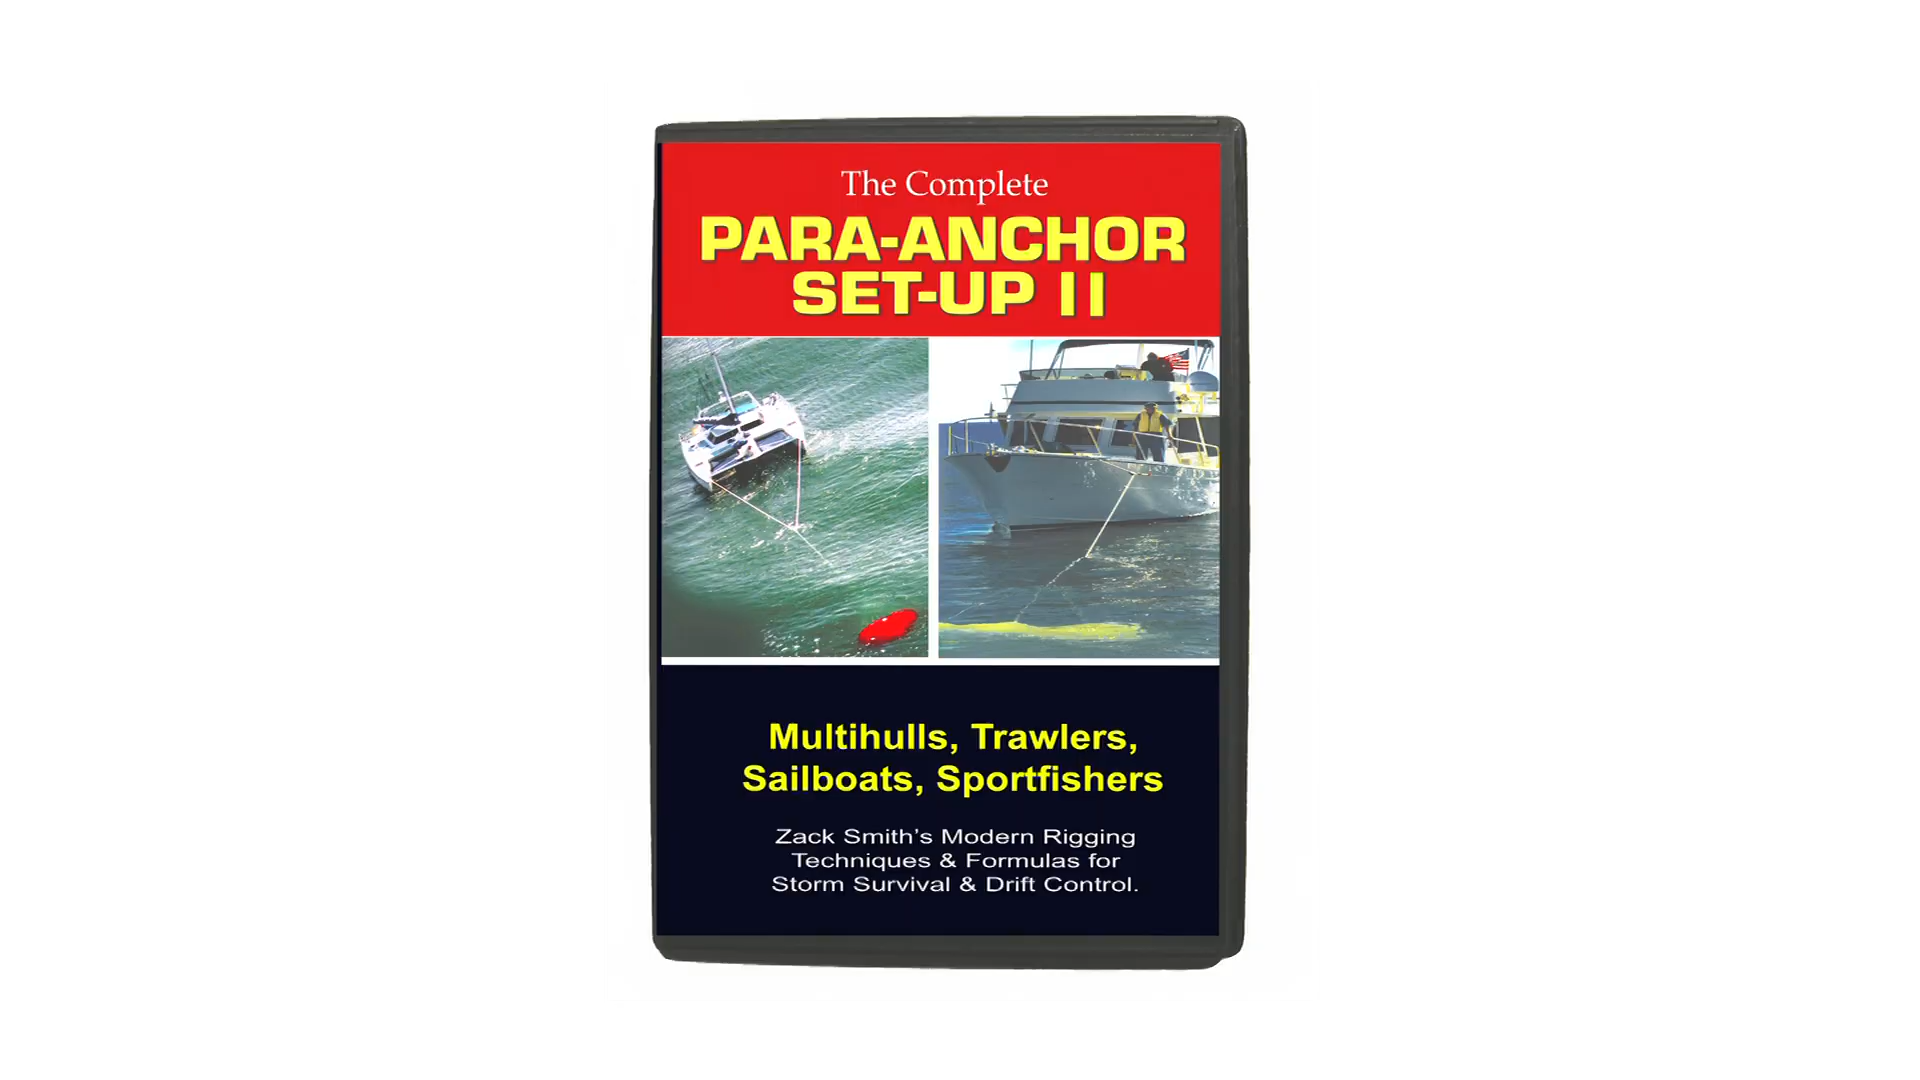 The Complete
PARA-ANCHOR
SET-UP II
Multihulls, Trawlers,
Sailboats, Sportfishers
Zack Smith's Modern Rigging
Techniques & Formulas for
Storm Survival & Drift Control.